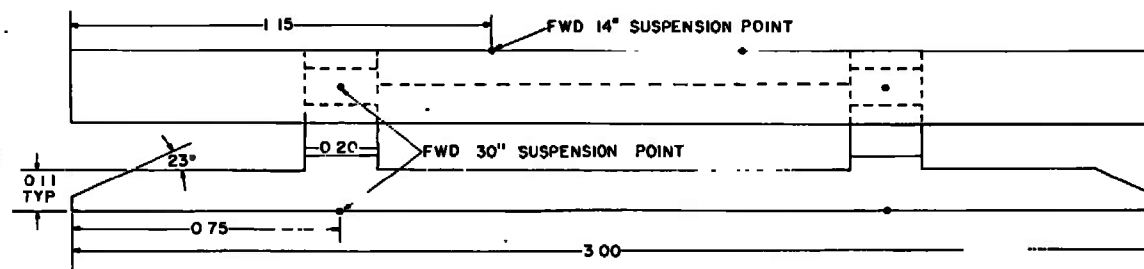 1 15
FWD 14" SUSPENSION POINT
0 20
FWD 30" SUSPENSION POINT
23°
0 11
TYP
0 75
3 00